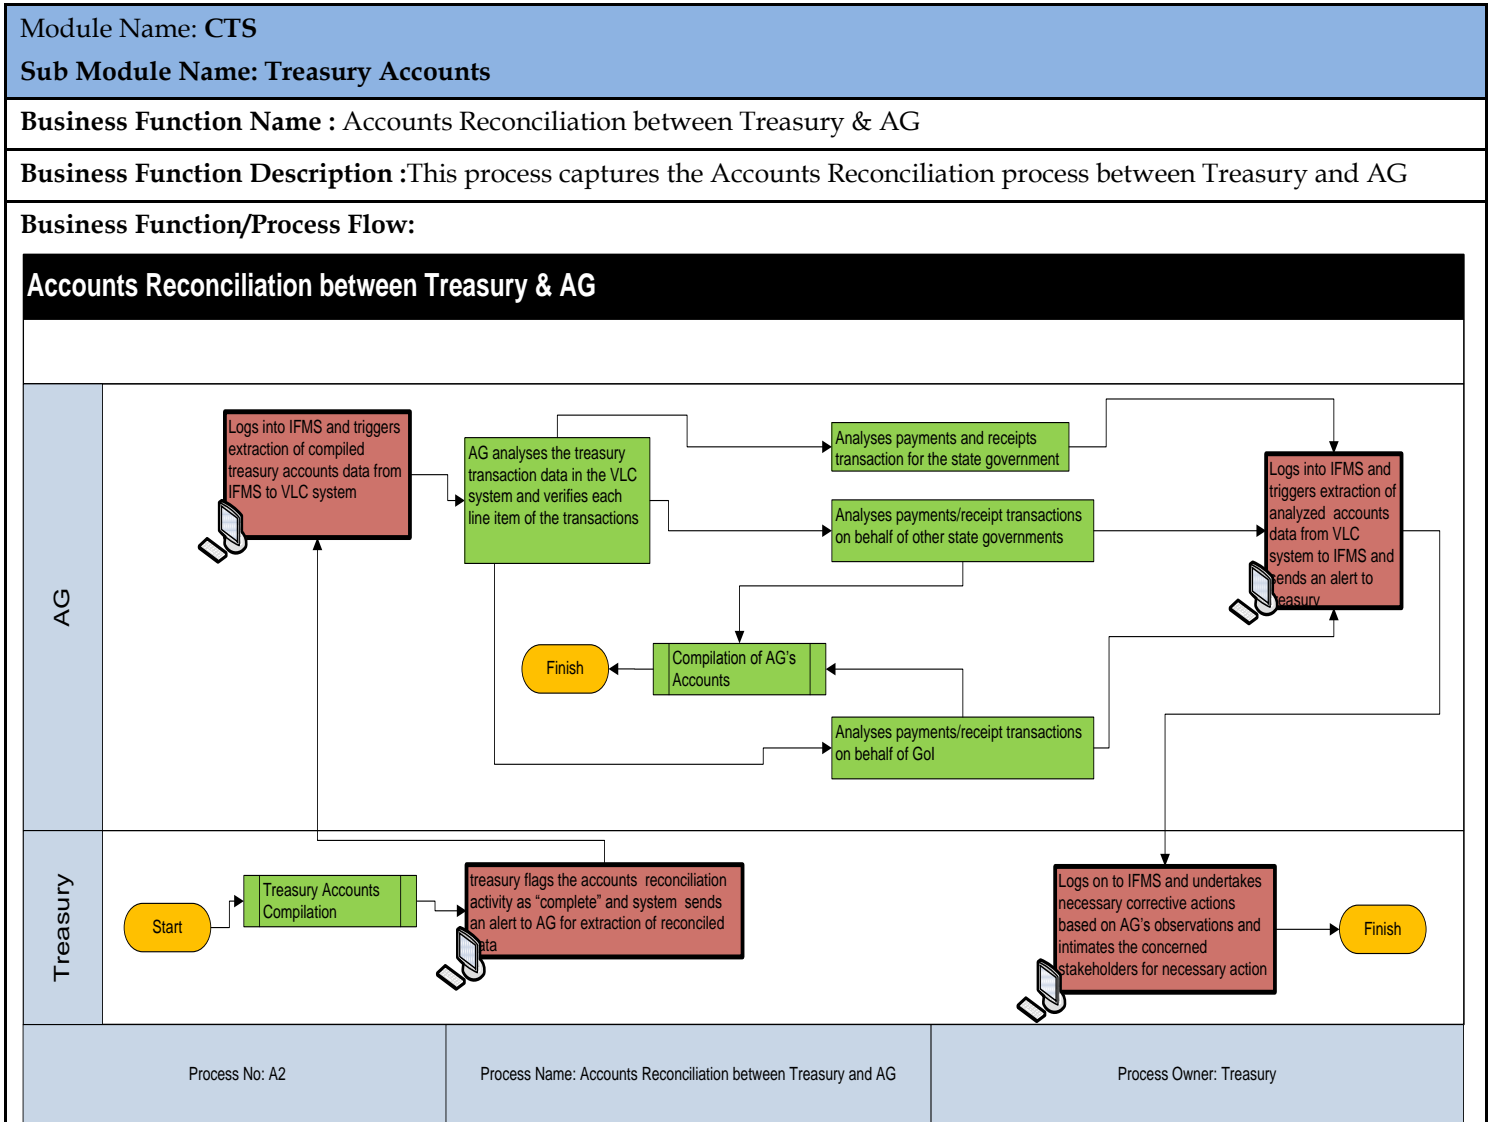 Module Name: CTS
Sub Module Name: Treasury Accounts
Business Function Name : Accounts Reconciliation between Treasury & AG
Business Function Description :This process captures the Accounts Reconciliation process between Treasury and AG
Business Function/Process Flow:
Accounts Reconciliation between Treasury & AG
AG
Logs into IFMS and triggers
extraction of compiled
treasury accounts data from
IFMS to VLC system
AG analyses the treasury
transaction data in the VLC
system and verifies each
line item of the transactions
Analyses payments and receipts
transaction for the state government
Analyses payments/receipt transactions
on behalf of other state governments
Logs into IFMS and
triggers extraction of
analyzed accounts
data from VLC
system to IFMS and
sends an alert to
treasury
Finish
Compilation of AG's
Accounts
Analyses payments/receipt transactions
on behalf of GoI
Treasury
Start
Treasury Accounts
Compilation
treasury flags the accounts reconciliation
activity as "complete" and system sends
an alert to AG for extraction of reconciled
data
Logs on to IFMS and undertakes
necessary corrective actions
based on AG's observations and
intimates the concerned
stakeholders for necessary action
Finish
Process No: A2
Process Name: Accounts Reconciliation between Treasury and AG
Process Owner: Treasury